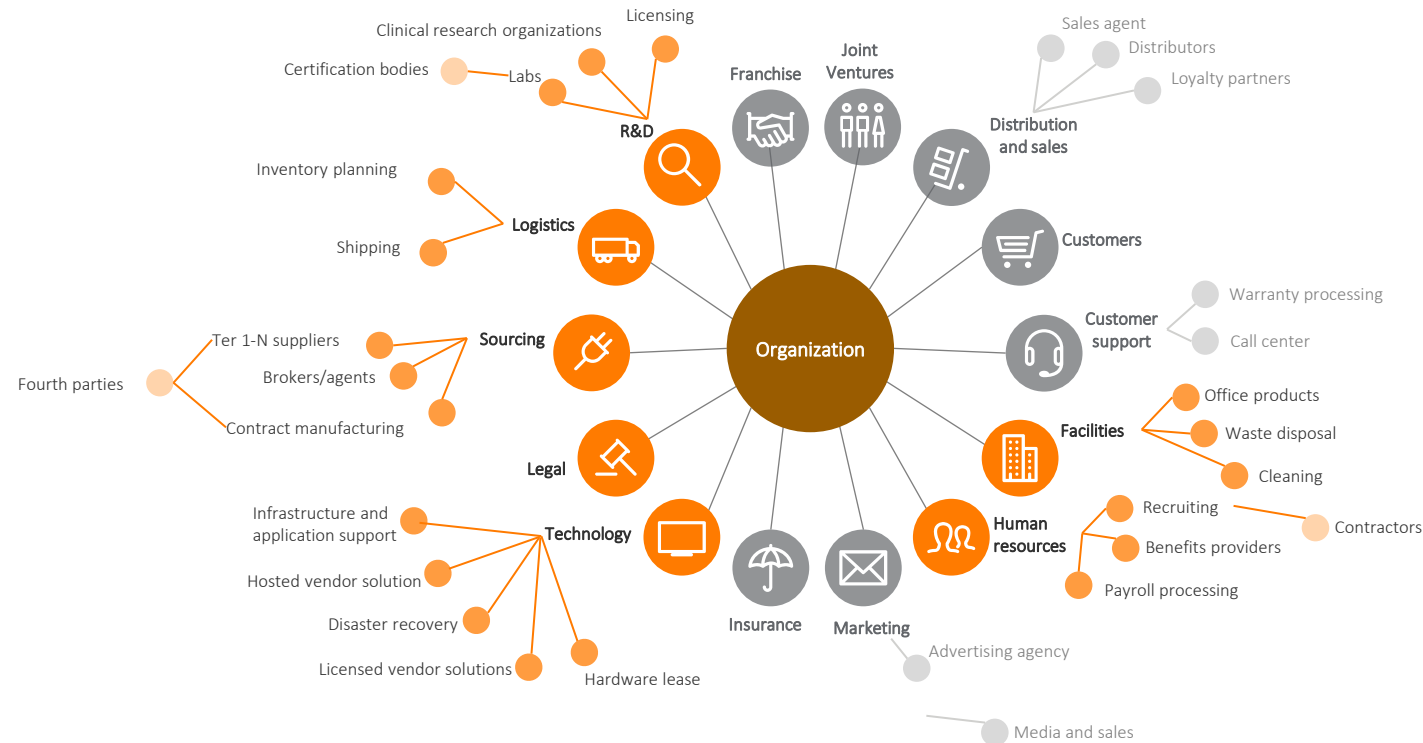 Licensing
Clinical research organizations
Certification bodies
Labs
R&D
Franchise
Joint
Ventures
Sales agent
Distributors
Loyalty partners
Distribution
and sales
Inventory planning
Logistics
Shipping
Customers
Ter 1-N suppliers
Sourcing
Brokers/agents
Fourth parties
Contract manufacturing
Organization
Customer
support
Warranty processing
Call center
Legal
Facilities
Office products
Waste disposal
Cleaning
Infrastructure and
application support
Technology
Hosted vendor solution
Disaster recovery
Licensed vendor solutions
Hardware lease
Insurance
Marketing
Human
resources
Recruiting
Contractors
Benefits providers
Payroll processing
Advertising agency
Media and sales